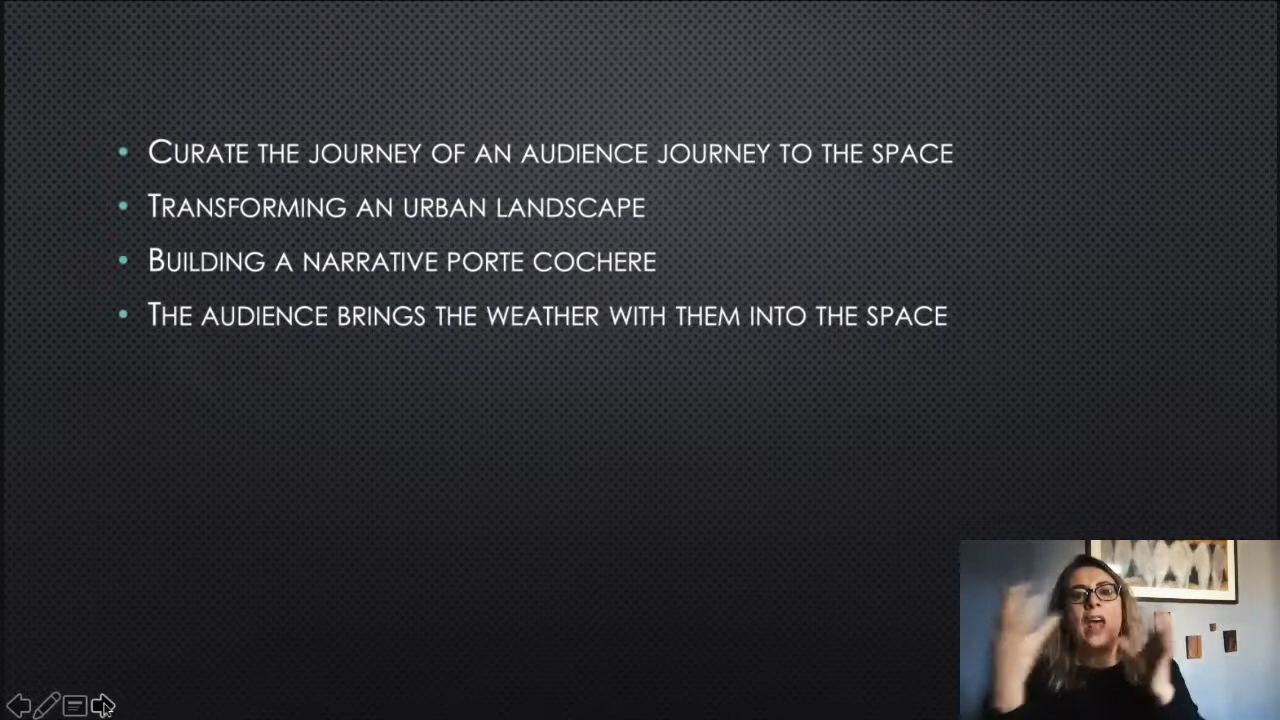 Curate the journey of an audience journey to the space
Transforming an urban landscape
Building a narrative porte cochere
The audience brings the weather with them into the space